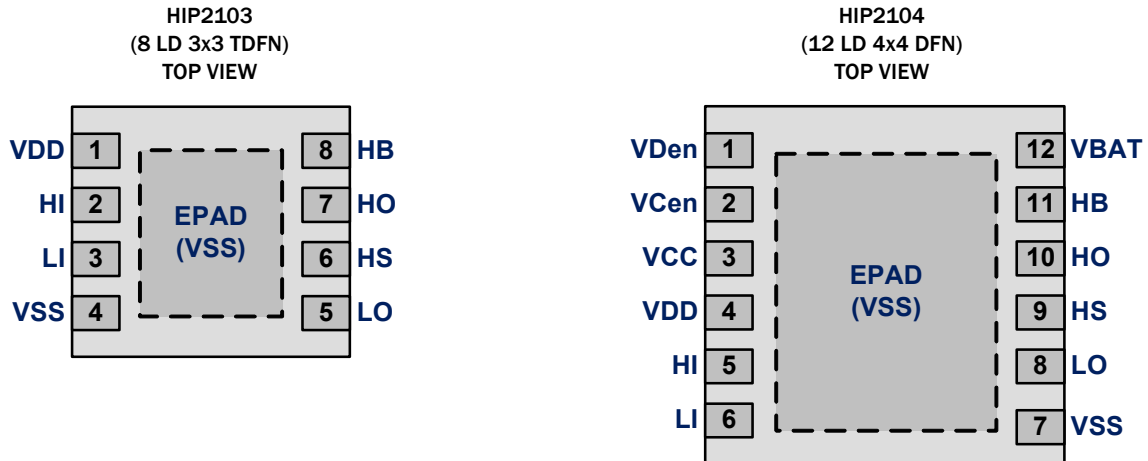 HIP2103
(8 LD 3x3 TDFN)
TOP VIEW
VDD 1
HI 2
LI 3
VSS 4
EPAD
(VSS)
8 HB
7 HO
6 HS
5 LO
HIP2104
(12 LD 4x4 DFN)
TOP VIEW
VDen 1
VCen 2
VCC 3
VDD 4
HI 5
LI 6
EPAD
(VSS)
12 VBAT
11 HB
10 HO
9 HS
8 LO
7 VSS